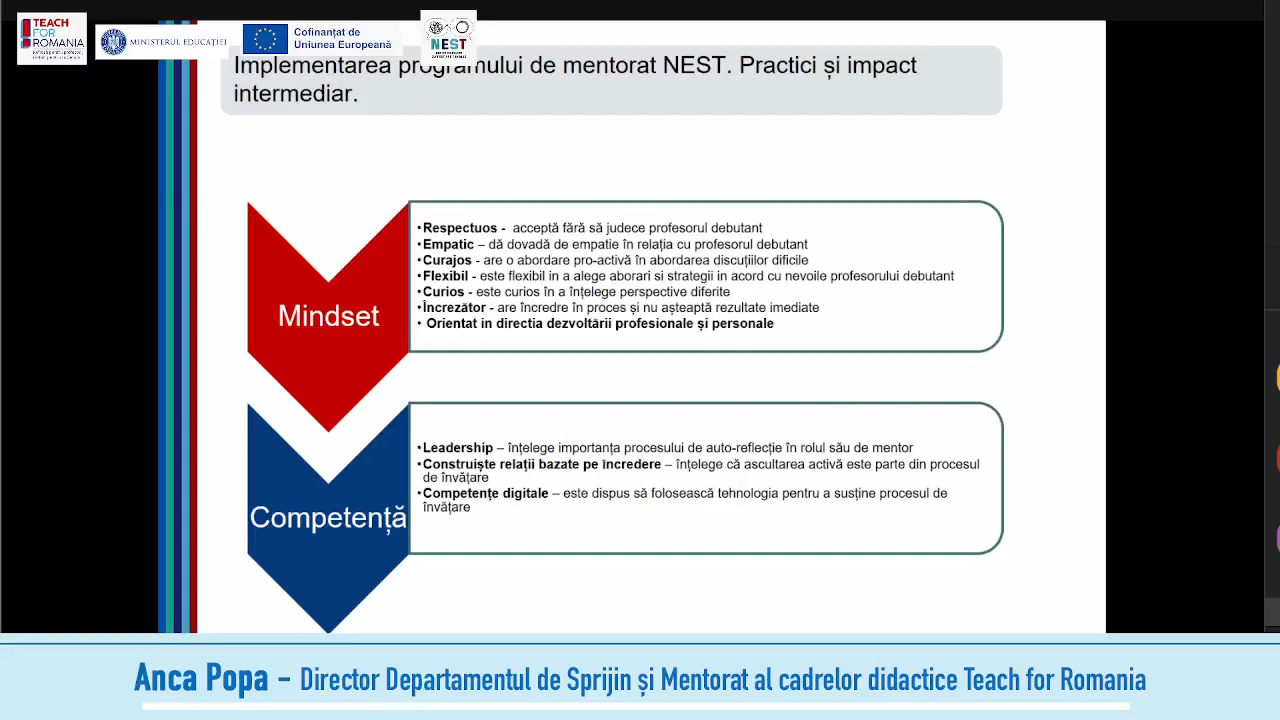 TEACH
FOR
ROMANIA
MINISTERUL EDUCAȚIEI
Cofinanțat de
Uniunea Europeană
NEST
Implementarea programului de mentorat NEST. Practici și impact
intermediar.
Mindset
•Respectuos - acceptă fără să judece profesorul debutant
•Empatic – dă dovadă de empatie în relația cu profesorul debutant
•Curajos - are o abordare pro-activă în abordarea discuțiilor dificile
•Flexibil - este flexibil in a alege aborari si strategii in acord cu nevoile profesorului debutant
•Curios - este curios în a înțelege perspective diferite
•Încrezător - are încredre în proces și nu așteaptă rezultate imediate
• Orientat in directia dezvoltării profesionale și personale
Competență
•Leadership – înțelege importanța procesului de auto-reflecție în rolul său de mentor
•Construiște relații bazate pe incredere – înțelege că ascultarea activă este parte din procesul
de învățare
•Competențe digitale – este dispus să folosească tehnologia pentru a susține procesul de
învățare
Anca Popa – Director Departamentul de Sprijin și Mentorat al cadrelor didactice Teach for Romania